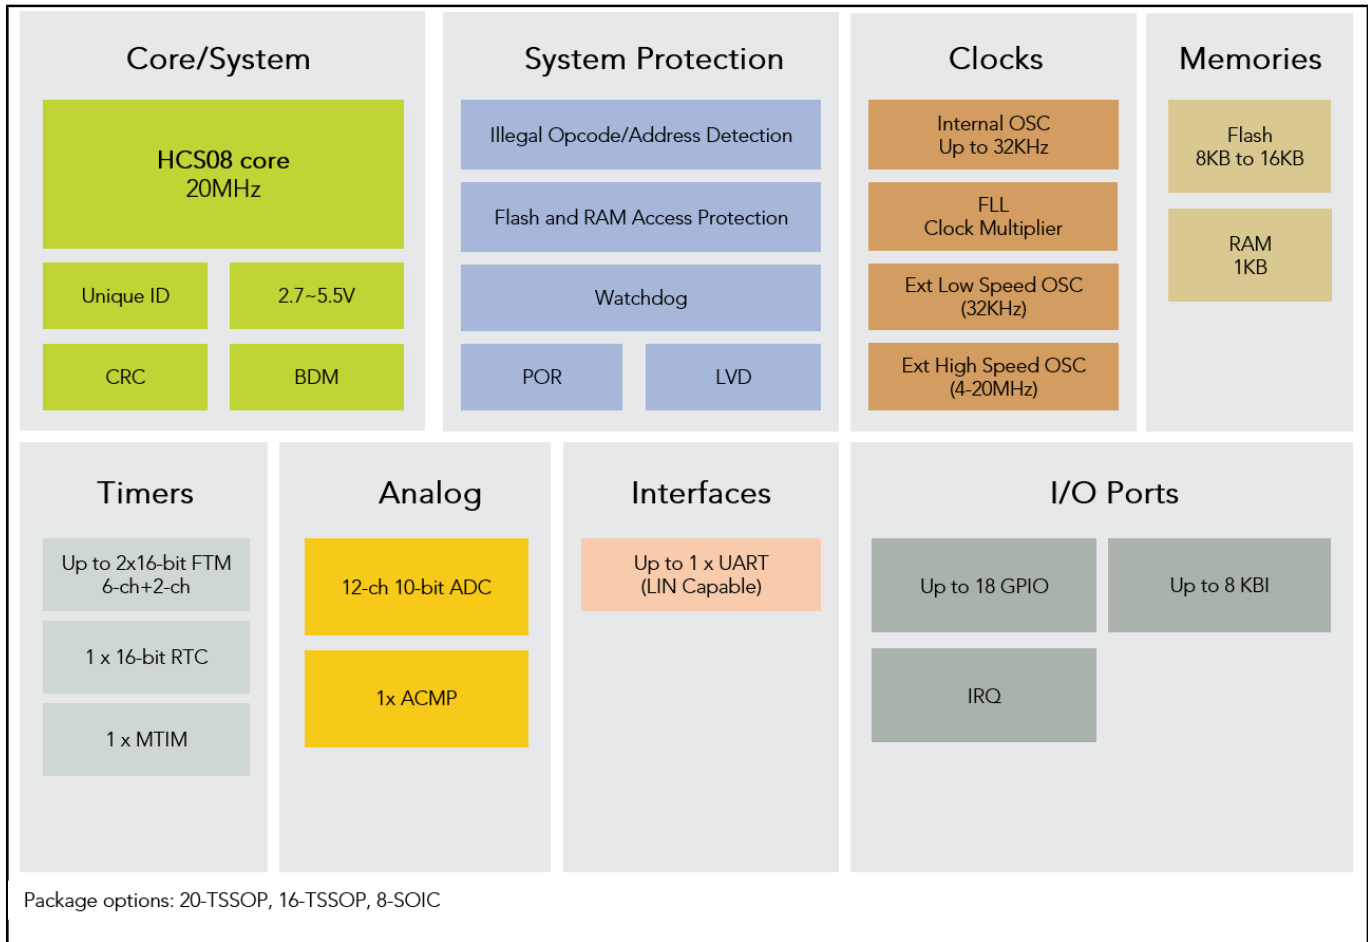 Core/System
HCS08 core
20MHz
Unique ID
2.7~5.5V
CRC
BDM
System Protection
Illegal Opcode/Address Detection
Flash and RAM Access Protection
Watchdog
POR
LVD
Clocks
Internal OSC
Up to 32KHz
FLL
Clock Multiplier
Ext Low Speed OSC
(32KHz)
Ext High Speed OSC
(4-20MHz)
Memories
Flash
8KB to 16KB
RAM
1KB
Timers
Up to 2x16-bit FTM
6-ch+2-ch
1 x 16-bit RTC
1 x MTIM
Analog
12-ch 10-bit ADC
1x ACMP
Interfaces
Up to 1 x UART
(LIN Capable)
I/O Ports
Up to 18 GPIO
Up to 8 KBI
IRQ
Package options: 20-TSSOP, 16-TSSOP, 8-SOIC